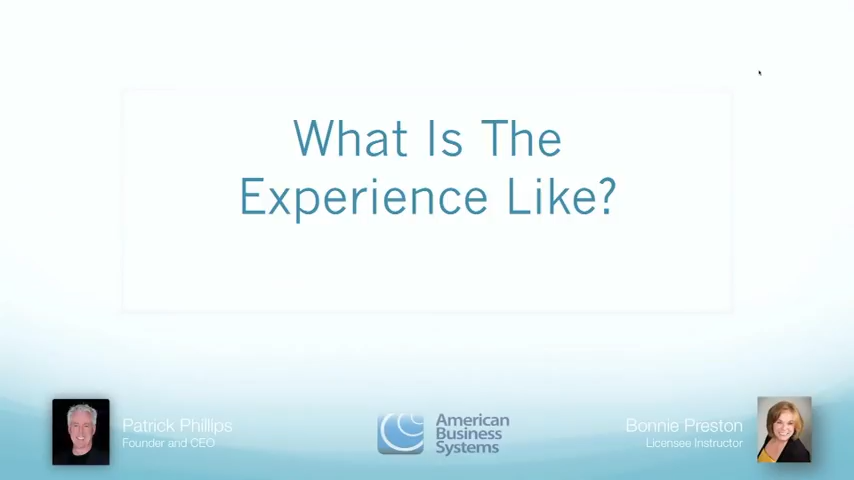 What Is The
Experience Like?
Patrick Phillips
Founder and CEO
American
Business
Systems
Bonnie Preston
Licensee Instructor